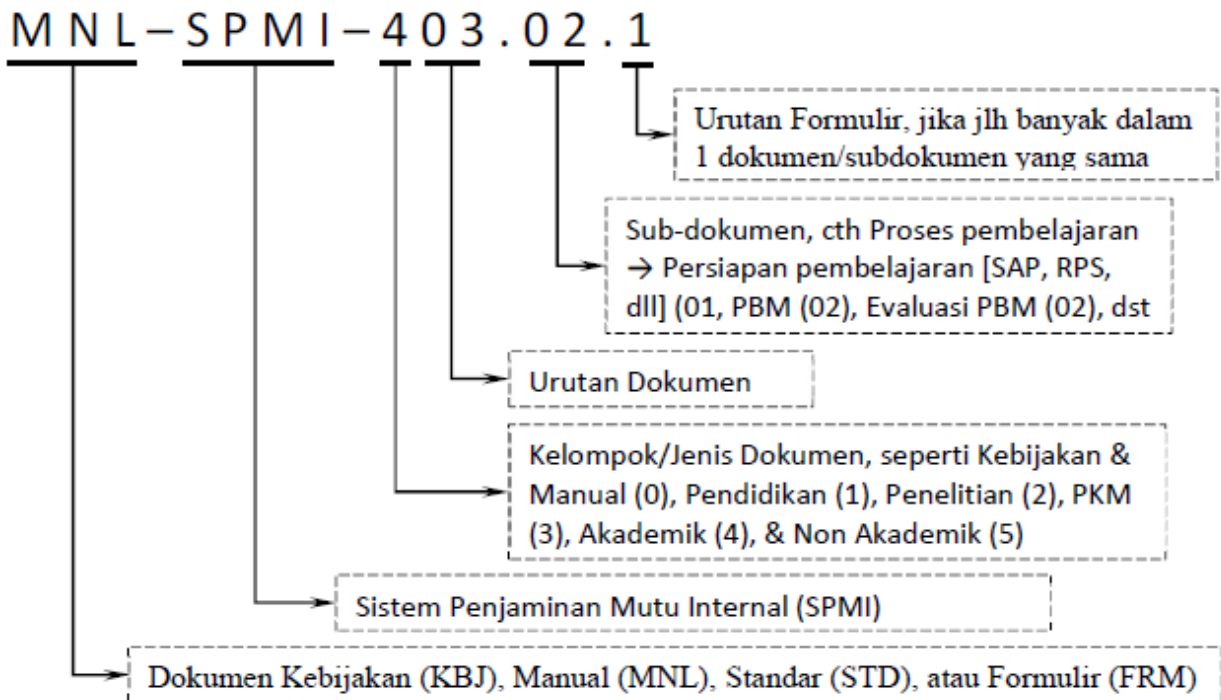 MNL–SPMI–403.02.1
Urutan Formulir, jika jlh banyak dalam
1 dokumen/subdokumen yang sama
Sub-dokumen, cth Proses pembelajaran
→ Persiapan pembelajaran [SAP, RPS,
dll] (01, PBM (02), Evaluasi PBM (02), dst
Urutan Dokumen
Kelompok/Jenis Dokumen, seperti Kebijakan &
Manual (0), Pendidikan (1), Penelitian (2), PKM
(3), Akademik (4), & Non Akademik (5)
Sistem Penjaminan Mutu Internal (SPMI)
Dokumen Kebijakan (KBJ), Manual (MNL), Standar (STD), atau Formulir (FRM)